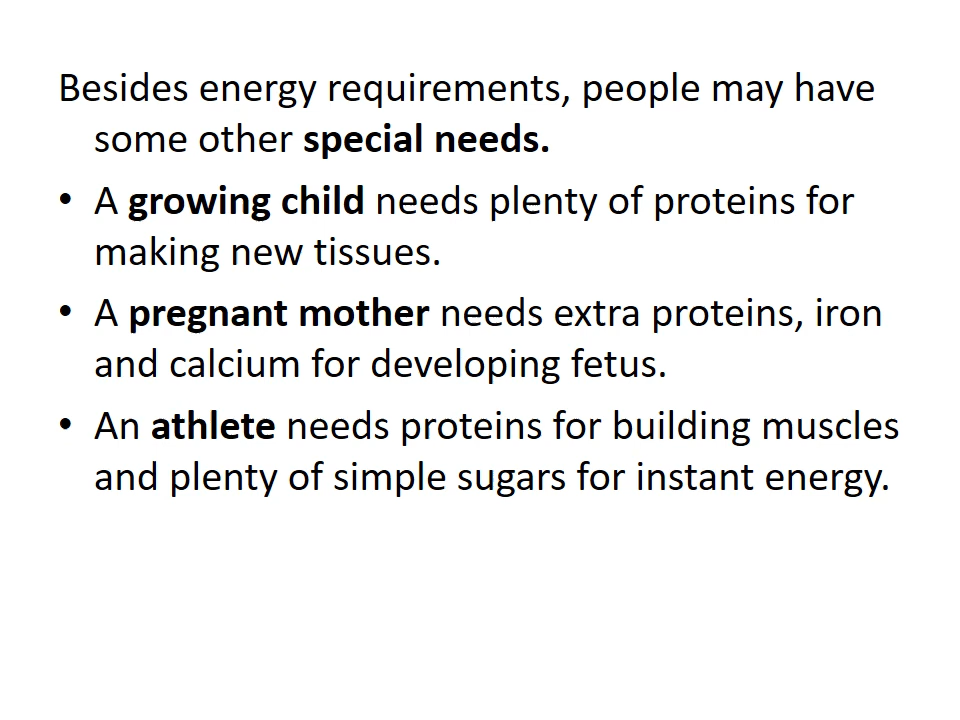 Besides energy requirements, people may have
some other special needs.
• A growing child needs plenty of proteins for
making new tissues.
• A pregnant mother needs extra proteins, iron
and calcium for developing fetus.
• An athlete needs proteins for building muscles
and plenty of simple sugars for instant energy.